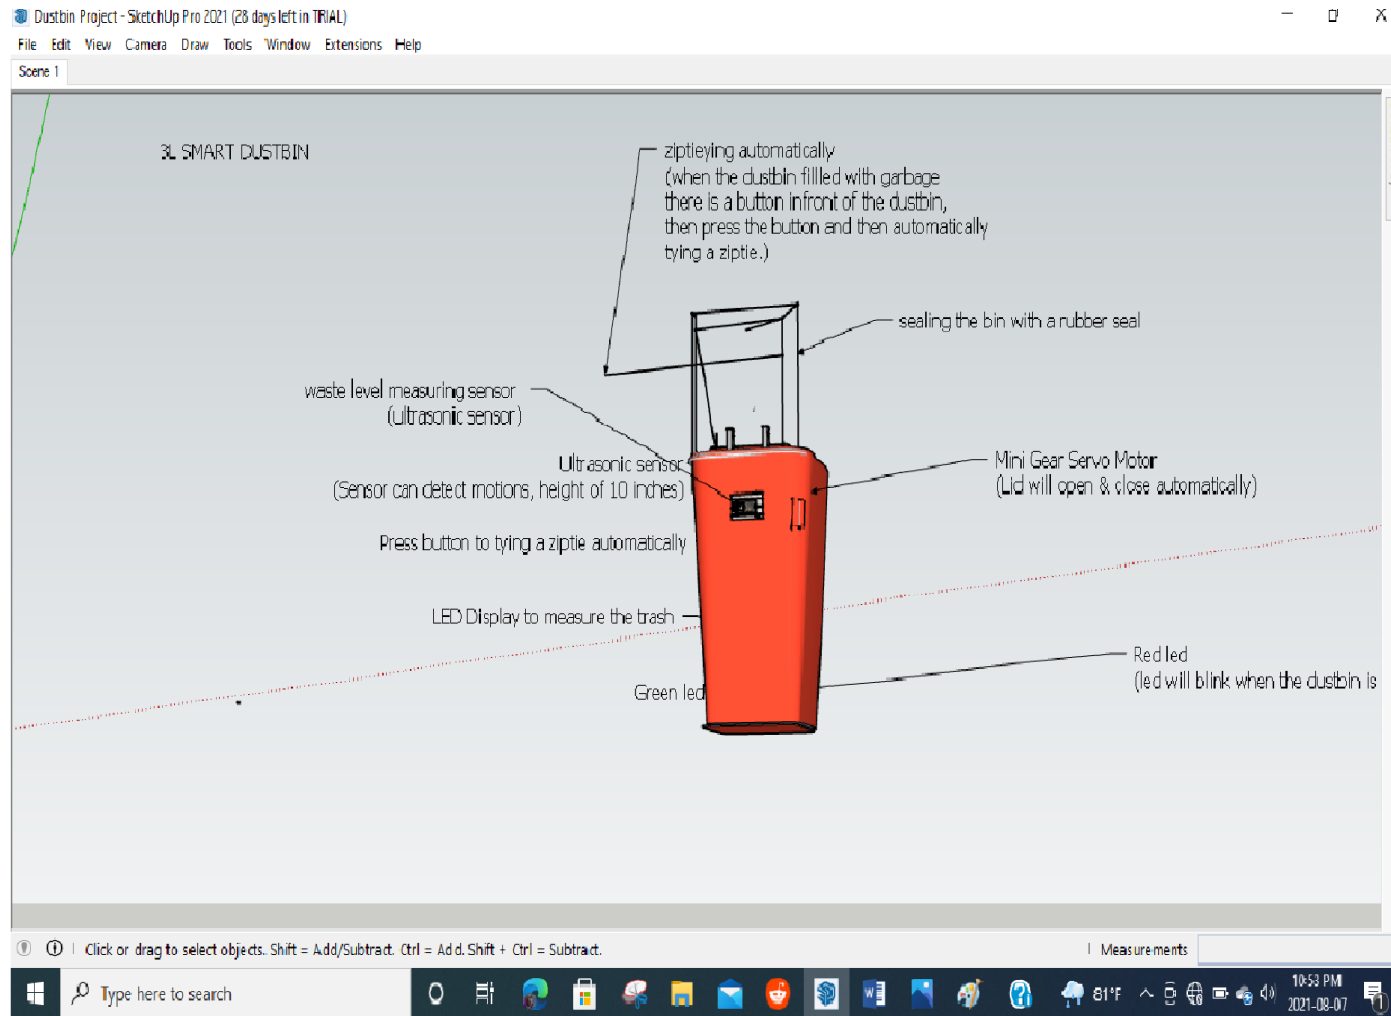 Dustbin Project - SketchUp Pro 2021 (28 days left in TRIAL)
File Edit View Camera Draw Tools Window Extensions Help
Scene 1
3L SMART DUSTBIN
ziptieying automatically
(when the dustbin fillled with garbage
there is a button infront of the dustbin,
then press the button and then automatically
tying a ziptie.)
sealing the bin with a rubber seal
waste level measuring sensor
(ultrasonic sensor)
Ultrasonic sensor
(Sensor can detect motions, height of 10 inches)
Mini Gear Servo Motor
(Lid will open & close automatically)
Press button to tying a ziptie automatically
LED Display to measure the trash
Red led
(led will blink when the dustbin is
Green led
Click or drag to select objects. Shift = Add/Subtract. Ctrl = Add. Shift + Ctrl = Subtract.
Measurements
Type here to search
81°F
10:53 PM
2021-08-07
1